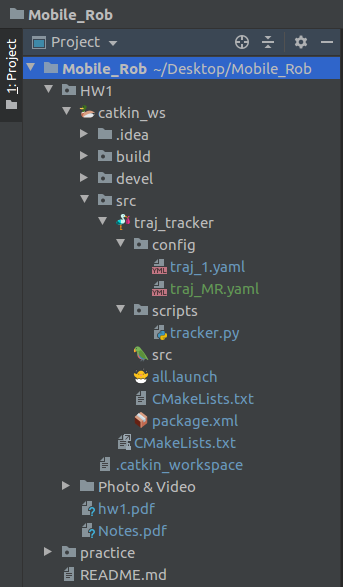 Mobile_Rob
1: Project
Project
Mobile_Rob ~/Desktop/Mobile_Rob
HW1
catkin_ws
.idea
build
devel
src
traj_tracker
config
traj_1.yaml
traj_MR.yaml
scripts
tracker.py
src
all.launch
CMakeLists.txt
package.xml
CMakeLists.txt
.catkin_workspace
Photo & Video
hw1.pdf
Notes.pdf
practice
README.md